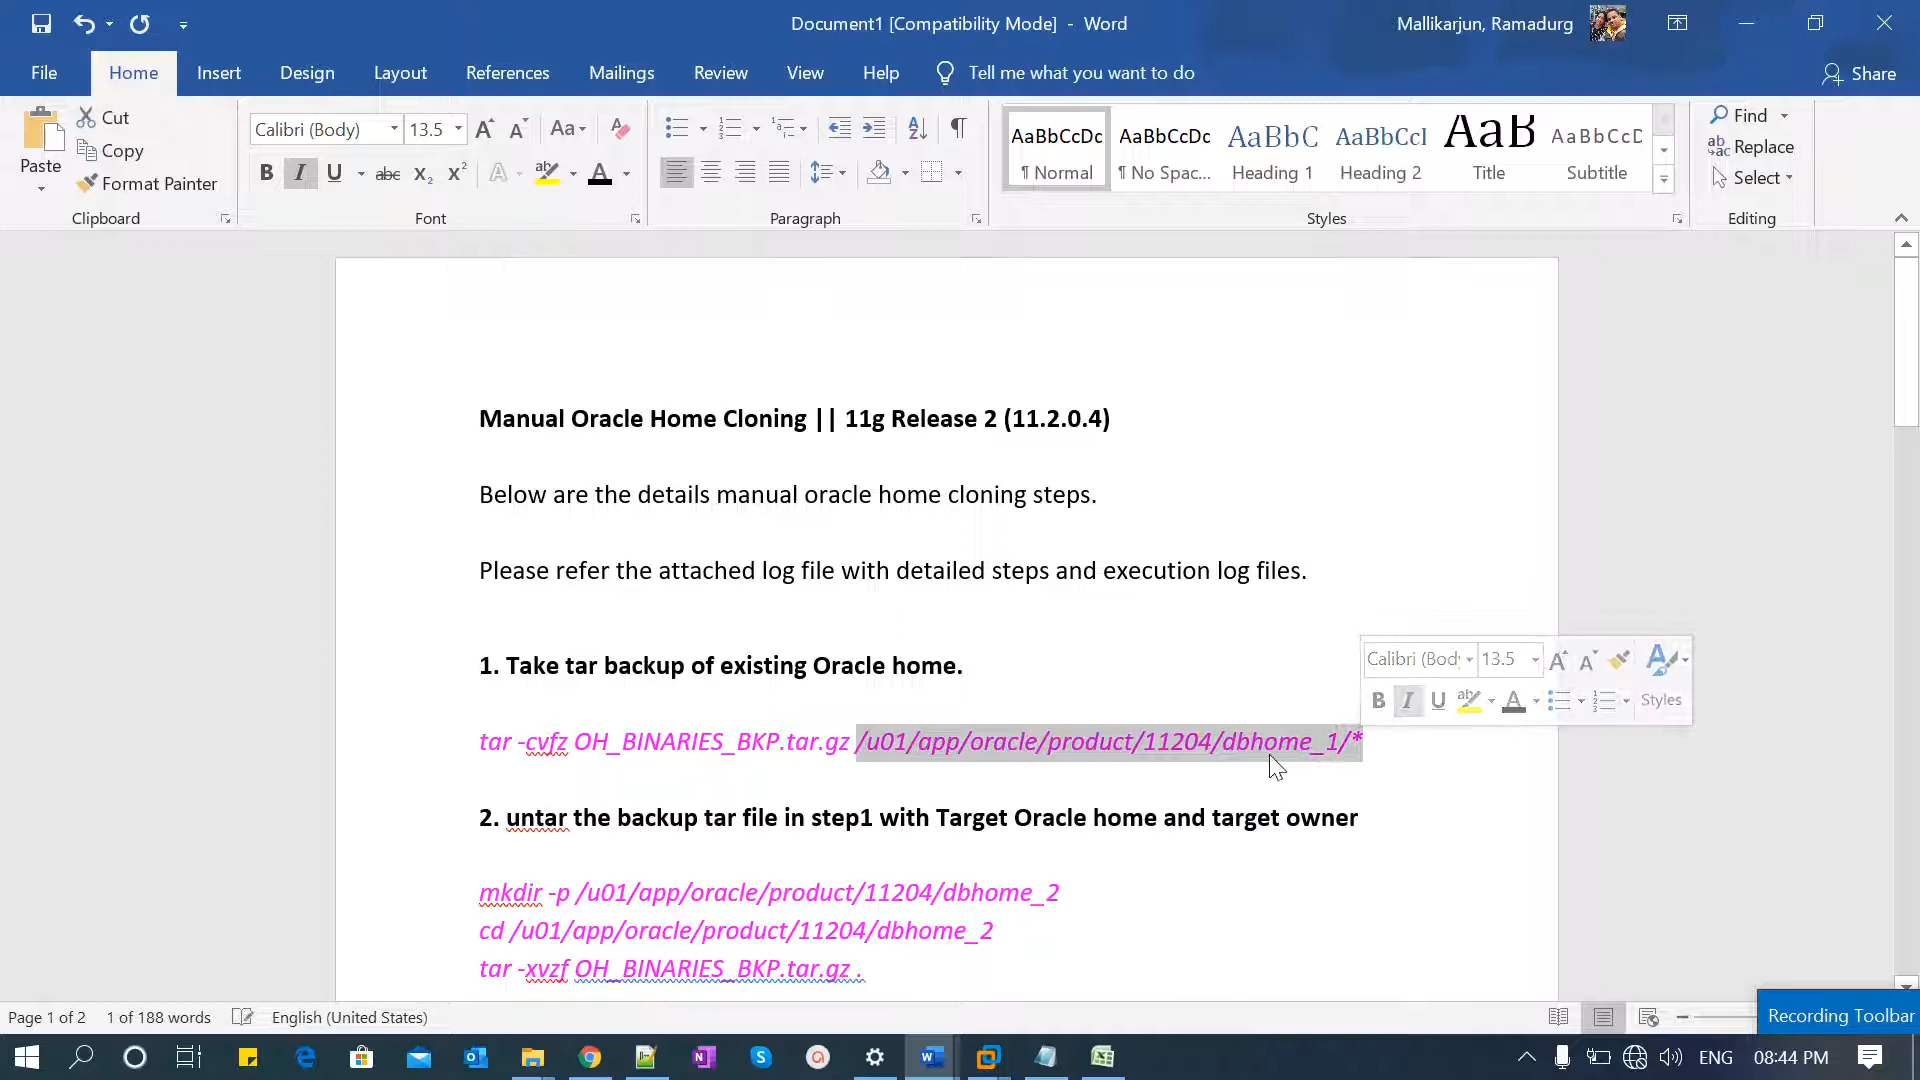 Document1 [Compatibility Mode] - Word
Mallikarjun, Ramadurg
File Home Insert Design Layout References Mailings Review View Help Tell me what you want to do Share
Paste
Cut
Copy
Format Painter
Clipboard
Calibri (Body) 13.5 Aa
B I U abc X2 X2 A A
Font
Paragraph
AaBbCcDc
¶ Normal
AaBbCcDc
¶ No Spac...
AaBbC
Heading 1
AaBbCcI
Heading 2
AaB
Title
AaBbCcD
Subtitle
Styles
Find
Replace
Select
Editing
Manual Oracle Home Cloning || 11g Release 2 (11.2.0.4)
Below are the details manual oracle home cloning steps.
Please refer the attached log file with detailed steps and execution log files.
1. Take tar backup of existing Oracle home.
Calibri (Body 13.5
B I U Styles
tar -cvfz OH_BINARIES_BKP.tar.gz /u01/app/oracle/product/11204/dbhome_1/*
2. untar the backup tar file in step1 with Target Oracle home and target owner
mkdir -p /u01/app/oracle/product/11204/dbhome_2
cd /u01/app/oracle/product/11204/dbhome_2
tar -xvzf OH_BINARIES_BKP.tar.gz .
Page 1 of 2 1 of 188 words English (United States)
Recording Toolbar
ENG 08:44 PM